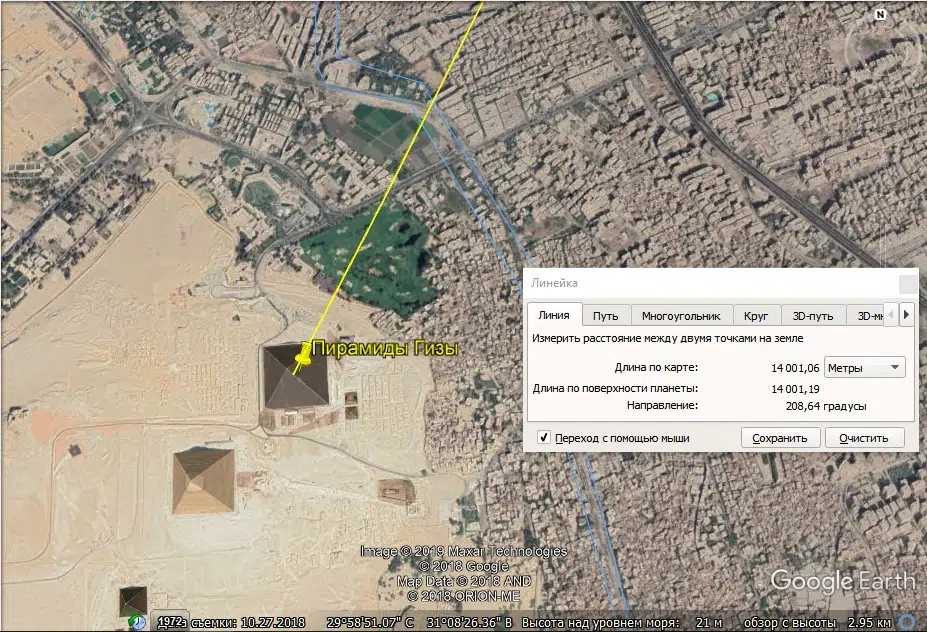 N
Линейка
Линия Путь Многоугольник Круг 3D-путь 3D-мн
Измерить расстояние между двумя точками на земле
Длина по карте: 14 001,06 Метры
Длина по поверхности планеты: 14 001,19
Направление: 208,64 градусы
Переход с помощью мыши Сохранить Очистить
Пирамиды Гизы
Image © 2019 Maxar Technologies
© 2018 Google
Map Data © 2018 AND
© 2018 ORION-ME
Google Earth
1972 съемки: 10.27.2018 29°58'51.07" С 31°08'26.36" В Высота над уровнем моря: 21 м обзор с высоты 2.95 км